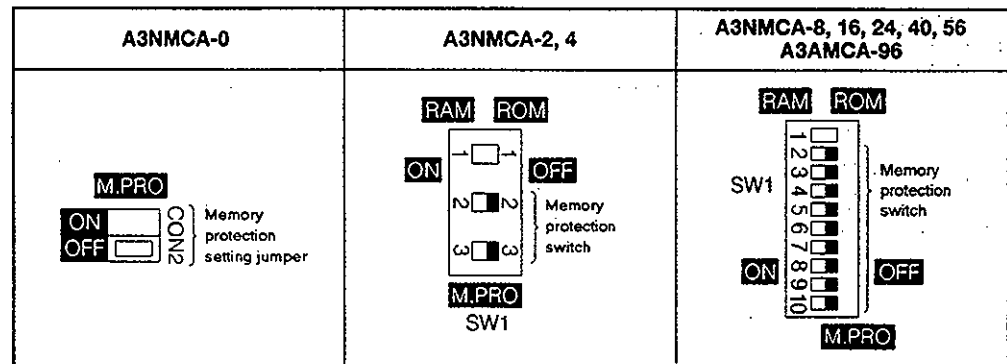 A3NMCA-0
A3NMCA-2, 4
A3NMCA-8, 16, 24, 40, 56
A3AMCA-96
M.PRO
ON
OFF
CON2
Memory
protection
setting jumper
RAM ROM
ON
OFF
1 1
2 2
3 3
Memory
protection
switch
M.PRO
SW1
RAM ROM
SW1
1
2
3
4
5
6
7
8
9
10
Memory
protection
switch
ON
OFF
M.PRO